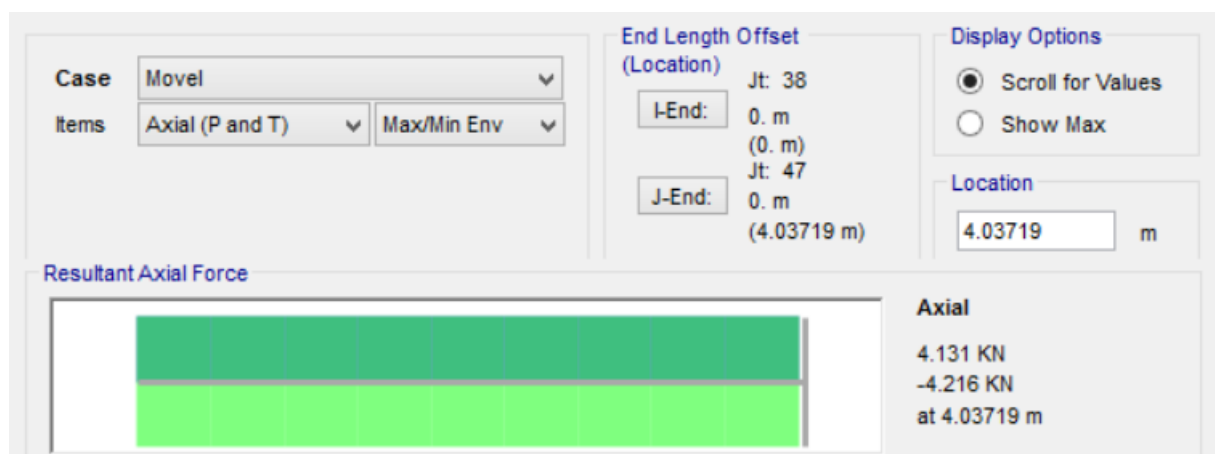 Case Movel
Items Axial (P and T) Max/Min Env
End Length Offset
(Location)
Jt: 38
I-End: 0. m
(0. m)
Jt: 47
J-End: 0. m
(4.03719 m)
Display Options
Scroll for Values
Show Max
Location
4.03719 m
Resultant Axial Force
Axial
4.131 KN
-4.216 KN
at 4.03719 m